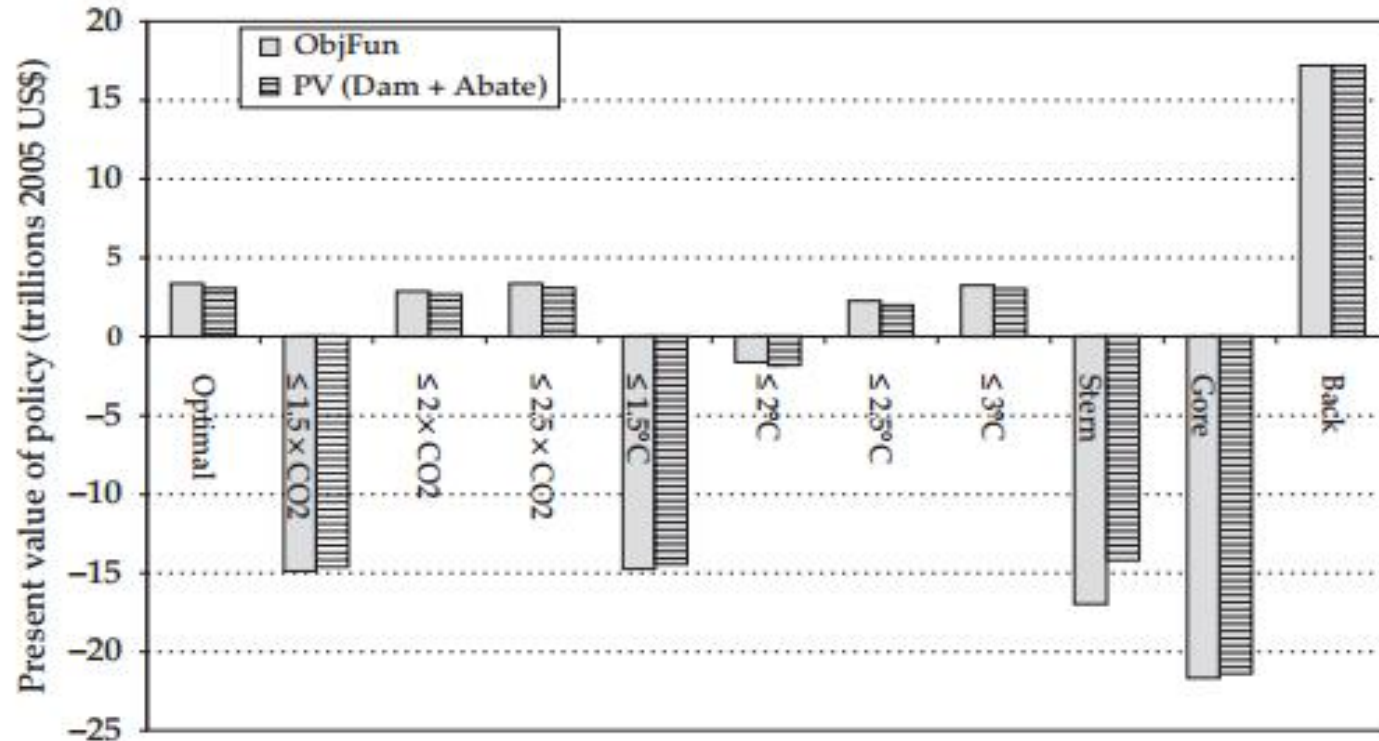 Present value of policy (trillions 2005 US$)
20
15
10
5
0
−5
−10
−15
−20
−25
ObjFun
PV (Dam + Abate)
Optimal
≤ 1.5 × CO2
≤ 2 × CO2
≤ 2.5 × CO2
≤ 1.5°C
≤ 2°C
≤ 2.5°C
≤ 3°C
Stern
Gore
Back